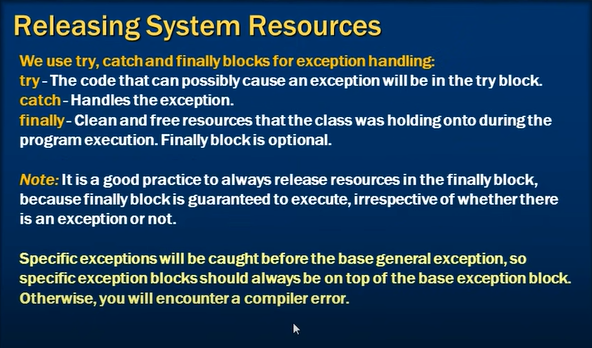 Releasing System Resources
We use try, catch and finally blocks for exception handling:
try - The code that can possibly cause an exception will be in the try block.
catch - Handles the exception.
finally - Clean and free resources that the class was holding onto during the
program execution. Finally block is optional.
Note: It is a good practice to always release resources in the finally block,
because finally block is guaranteed to execute, irrespective of whether there
is an exception or not.
Specific exceptions will be caught before the base general exception, so
specific exception blocks should always be on top of the base exception block.
Otherwise, you will encounter a compiler error.